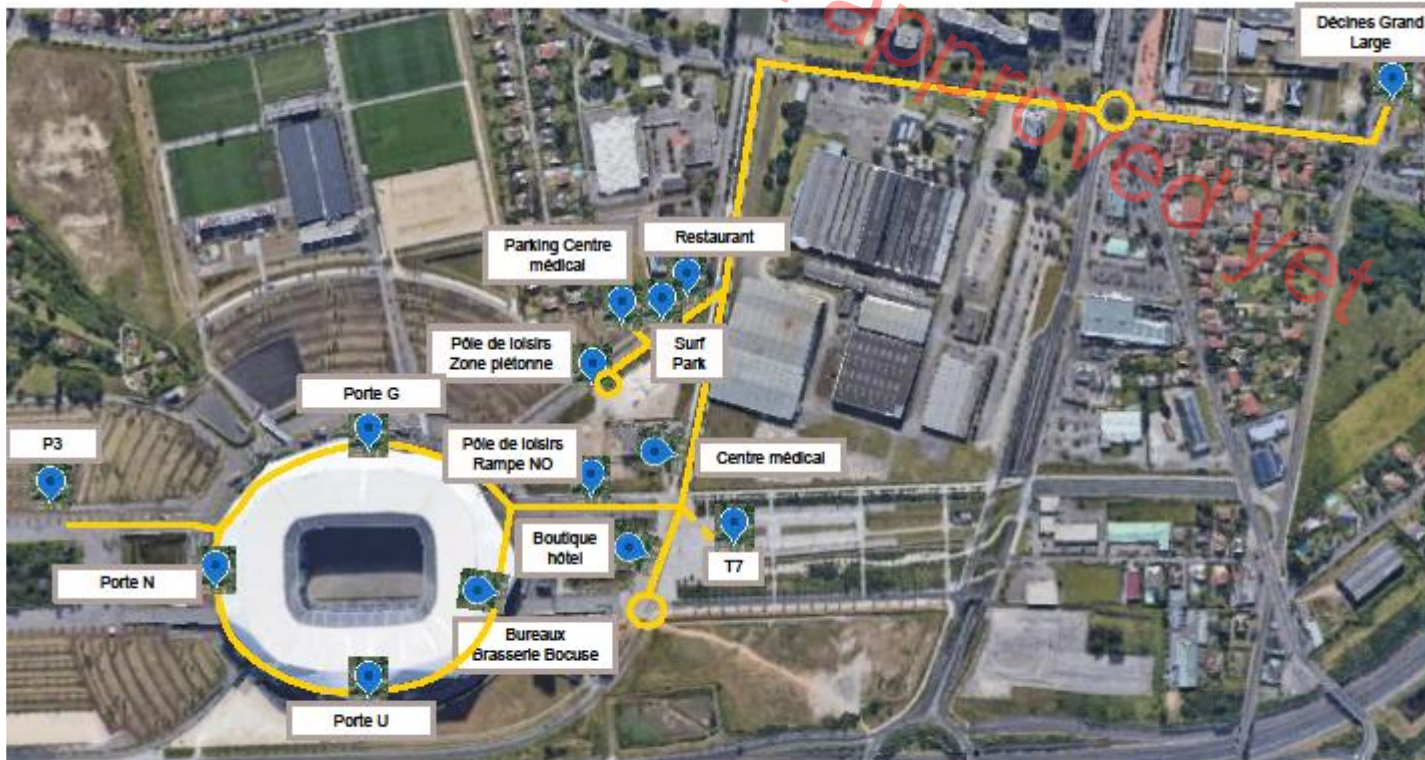 Décines Grand
Large
approved yet
Restaurant
Parking Centre
médical
Surf
Park
Pôle de loisirs
Zone piétonne
Porte G
P3
Pôle de loisirs
Rampe NO
Centre médical
Boutique
hôtel
T7
Porte N
Bureaux
Brasserie Bocuse
Porte U